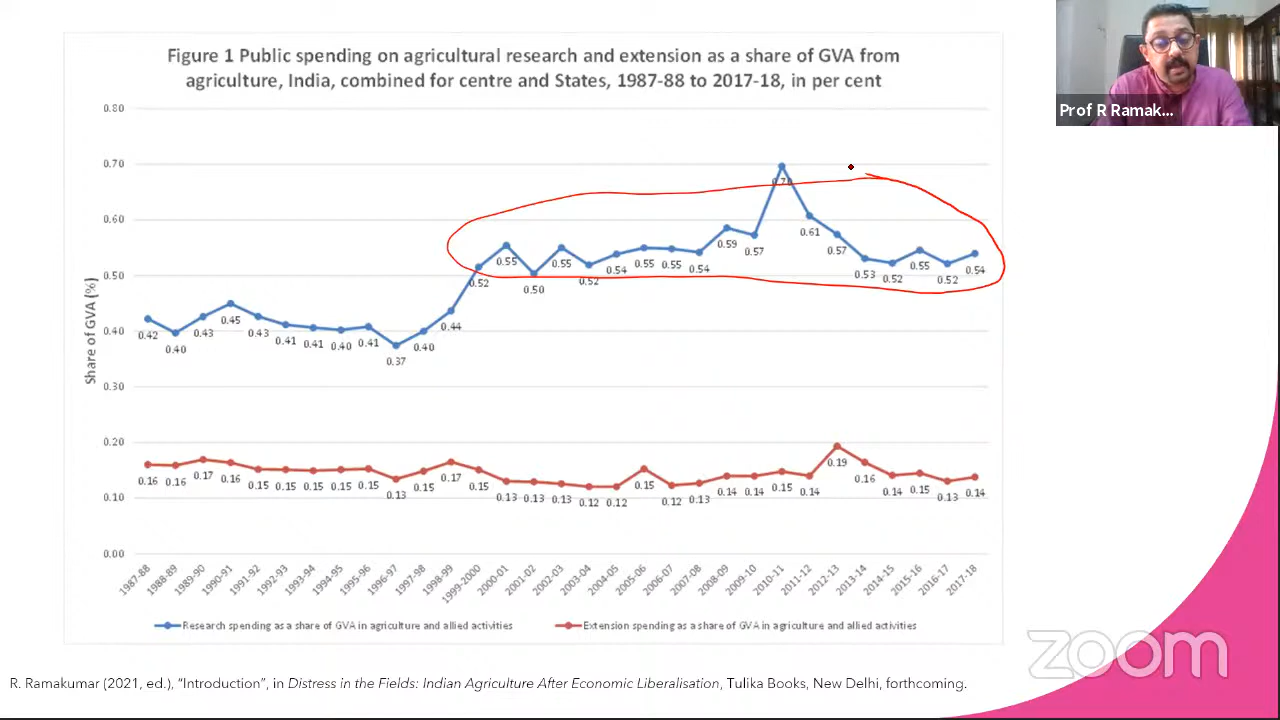 Figure 1 Public spending on agricultural research and extension as a share of GVA from
agriculture, India, combined for centre and States, 1987-88 to 2017-18, in per cent
Prof R Ramak...
Share of GVA (%)
0.80
0.70
0.60
0.50
0.40
0.30
0.20
0.10
0.00
0.42 0.40 0.43 0.45 0.43 0.41 0.41 0.40 0.41 0.37 0.40 0.44 0.52 0.55 0.50 0.55 0.52 0.54 0.55 0.55 0.54 0.59 0.57 0.70 0.61 0.57 0.53 0.52 0.55 0.52 0.54
0.16 0.16 0.17 0.16 0.15 0.15 0.15 0.15 0.15 0.13 0.15 0.17 0.15 0.13 0.13 0.13 0.12 0.12 0.15 0.12 0.13 0.14 0.14 0.15 0.14 0.19 0.16 0.14 0.15 0.13 0.14
1987-88 1988-89 1989-90 1990-91 1991-92 1992-93 1993-94 1994-95 1995-96 1996-97 1997-98 1998-99 1999-2000 2000-01 2001-02 2002-03 2003-04 2004-05 2005-06 2006-07 2007-08 2008-09 2009-10 2010-11 2011-12 2012-13 2013-14 2014-15 2015-16 2016-17 2017-18
Research spending as a share of GVA in agriculture and allied activities
Extension spending as a share of GVA in agriculture and allied activities
zoom
R. Ramakumar (2021, ed.), “Introduction”, in Distress in the Fields: Indian Agriculture After Economic Liberalisation, Tulika Books, New Delhi, forthcoming.